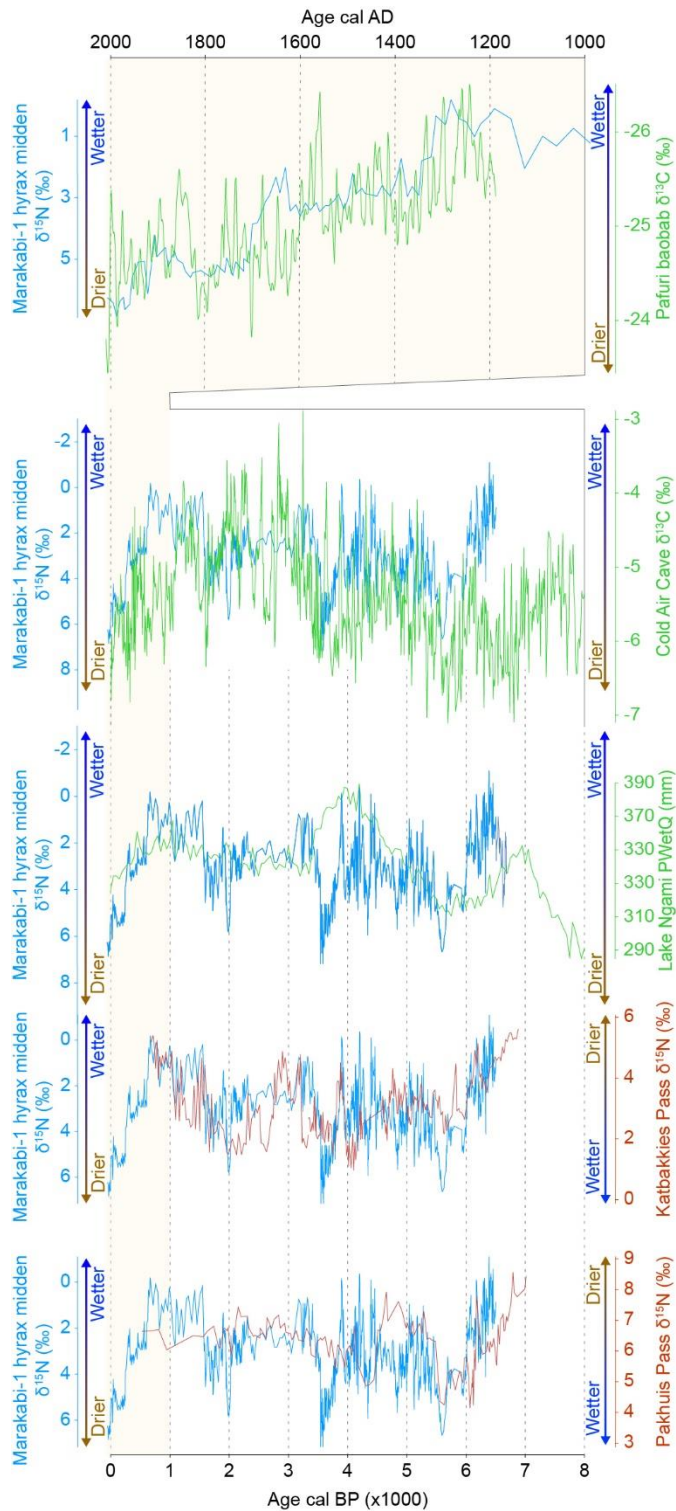 Age cal AD
2000 1800 1600 1400 1200 1000
Marakabi-1 hyrax midden
δ¹⁵N (‰)
1
3
5
Wetter
Drier
Wetter
Drier
-26
-25
-24
Pafuri baobab δ¹³C (‰)
Marakabi-1 hyrax midden
δ¹⁵N (‰)
-2
0
2
4
6
8
Wetter
Drier
Wetter
Drier
-3
-4
-5
-6
-7
Cold Air Cave δ¹³C (‰)
Marakabi-1 hyrax midden
δ¹⁵N (‰)
-2
0
2
4
6
8
Wetter
Drier
Wetter
Drier
390
370
330
330
310
290
Lake Ngami PWetQ (mm)
Marakabi-1 hyrax midden
δ¹⁵N (‰)
0
2
4
6
Wetter
Drier
Drier
Wetter
6
4
2
0
Katbakkies Pass δ¹⁵N (‰)
Marakabi-1 hyrax midden
δ¹⁵N (‰)
0
2
4
6
Wetter
Drier
Drier
Wetter
9
8
7
6
5
4
3
Pakhuis Pass δ¹⁵N (‰)
0 1 2 3 4 5 6 7 8
Age cal BP (x1000)